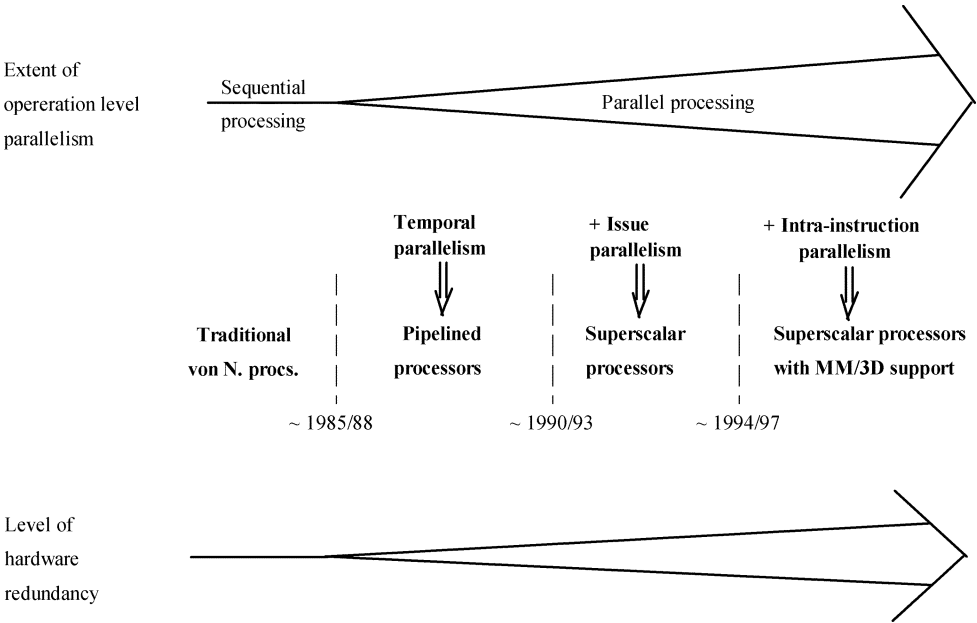 Extent of
opereration level
parallelism
Sequential
processing
Parallel processing
Temporal
parallelism
+ Issue
parallelism
+ Intra-instruction
parallelism
Traditional
von N. procs.
Pipelined
processors
Superscalar
processors
Superscalar processors
with MM/3D support
~ 1985/88
~ 1990/93
~ 1994/97
Level of
hardware
redundancy